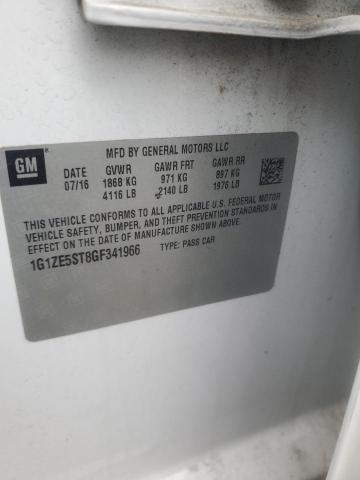 GM
MFD BY GENERAL MOTORS LLC
DATE GVWR GAWR FRT GAWR RR
07/16 1868 KG 971 KG 897 KG
4116 LB 2140 LB 1976 LB
THIS VEHICLE CONFORMS TO ALL APPLICABLE U.S. FEDERAL MOTOR
VEHICLE SAFETY, BUMPER, AND THEFT PREVENTION STANDARDS
IN EFFECT ON THE DATE OF MANUFACTURE SHOWN ABOVE.
1G1ZE5ST8GF341966 TYPE: PASS CAR